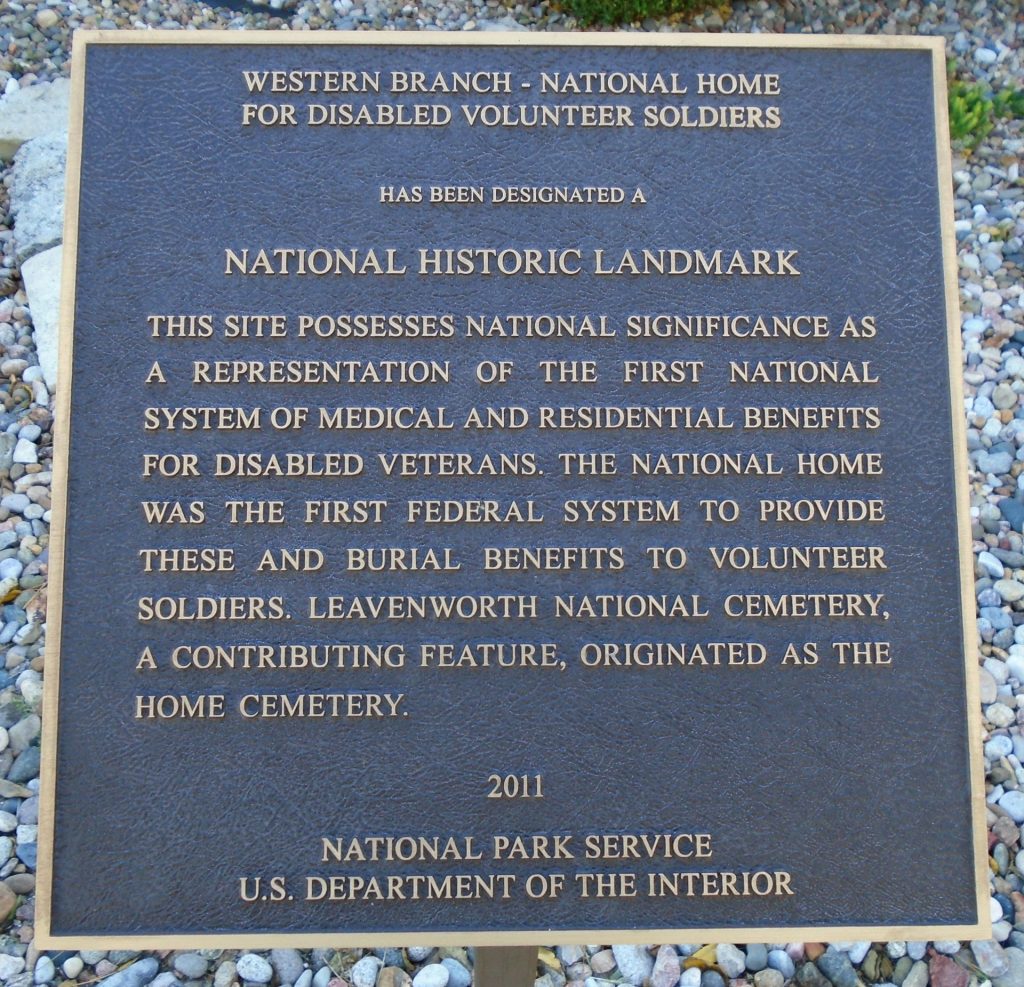 WESTERN BRANCH - NATIONAL HOME
FOR DISABLED VOLUNTEER SOLDIERS
HAS BEEN DESIGNATED A
NATIONAL HISTORIC LANDMARK
THIS SITE POSSESSES NATIONAL SIGNIFICANCE AS
A REPRESENTATION OF THE FIRST NATIONAL
SYSTEM OF MEDICAL AND RESIDENTIAL BENEFITS
FOR DISABLED VETERANS. THE NATIONAL HOME
WAS THE FIRST FEDERAL SYSTEM TO PROVIDE
THESE AND BURIAL BENEFITS TO VOLUNTEER
SOLDIERS. LEAVENWORTH NATIONAL CEMETERY,
A CONTRIBUTING FEATURE, ORIGINATED AS THE
HOME CEMETERY.
2011
NATIONAL PARK SERVICE
U.S. DEPARTMENT OF THE INTERIOR